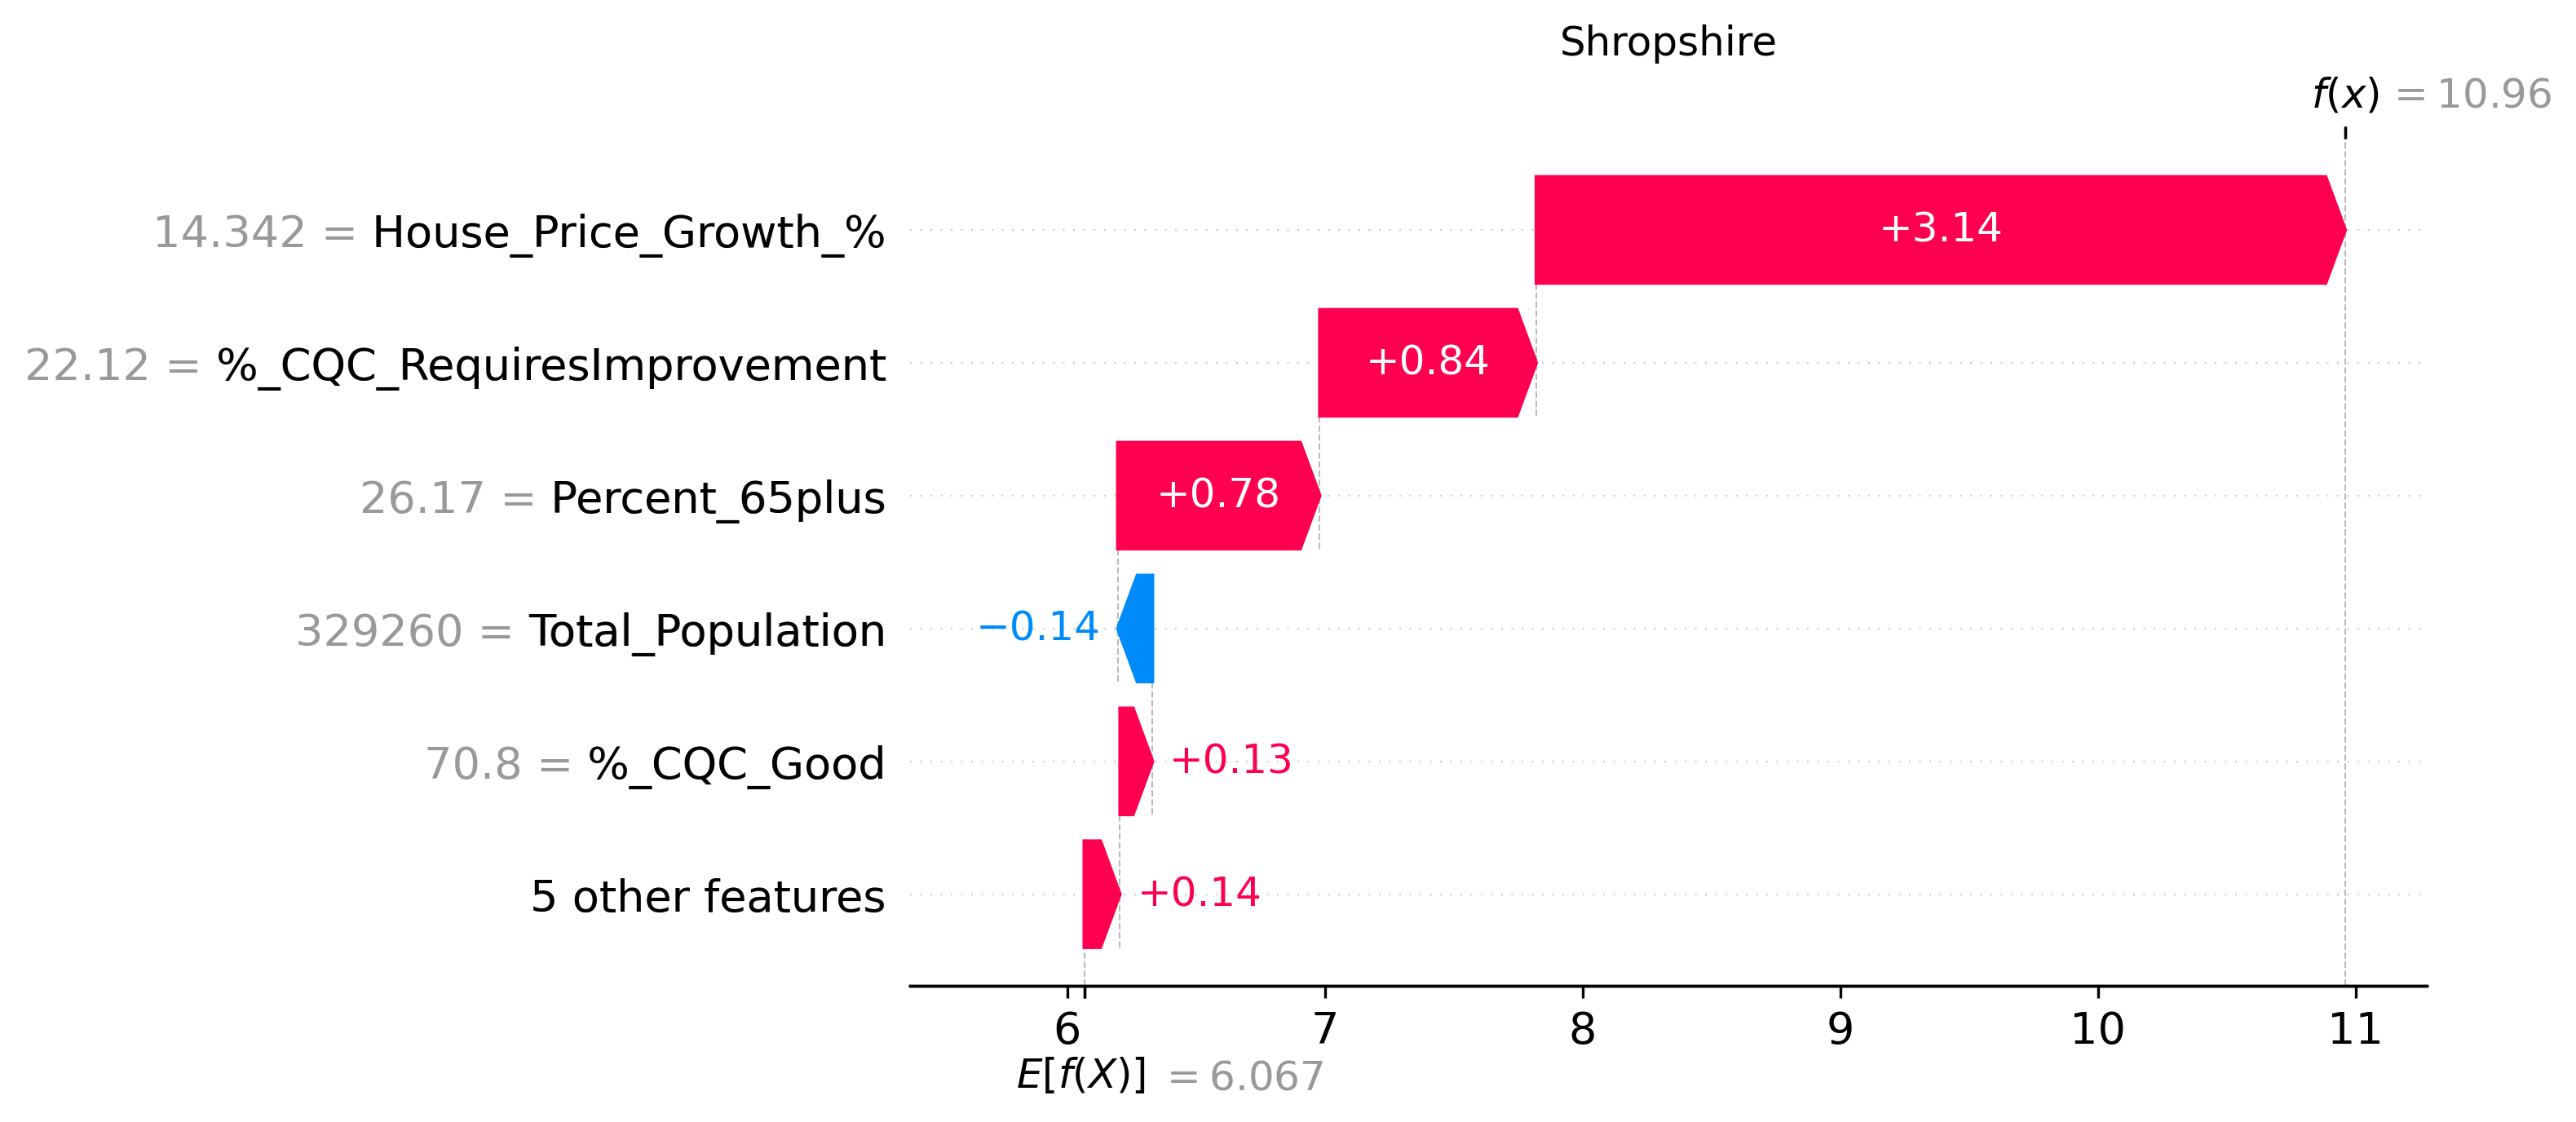 Shropshire
f(x) = 10.96
14.342 = House_Price_Growth_%
+3.14
22.12 = %_CQC_RequiresImprovement
+0.84
26.17 = Percent_65plus
+0.78
329260 = Total_Population
−0.14
70.8 = %_CQC_Good
+0.13
5 other features
+0.14
6 7 8 9 10 11
E[f(X)] = 6.067